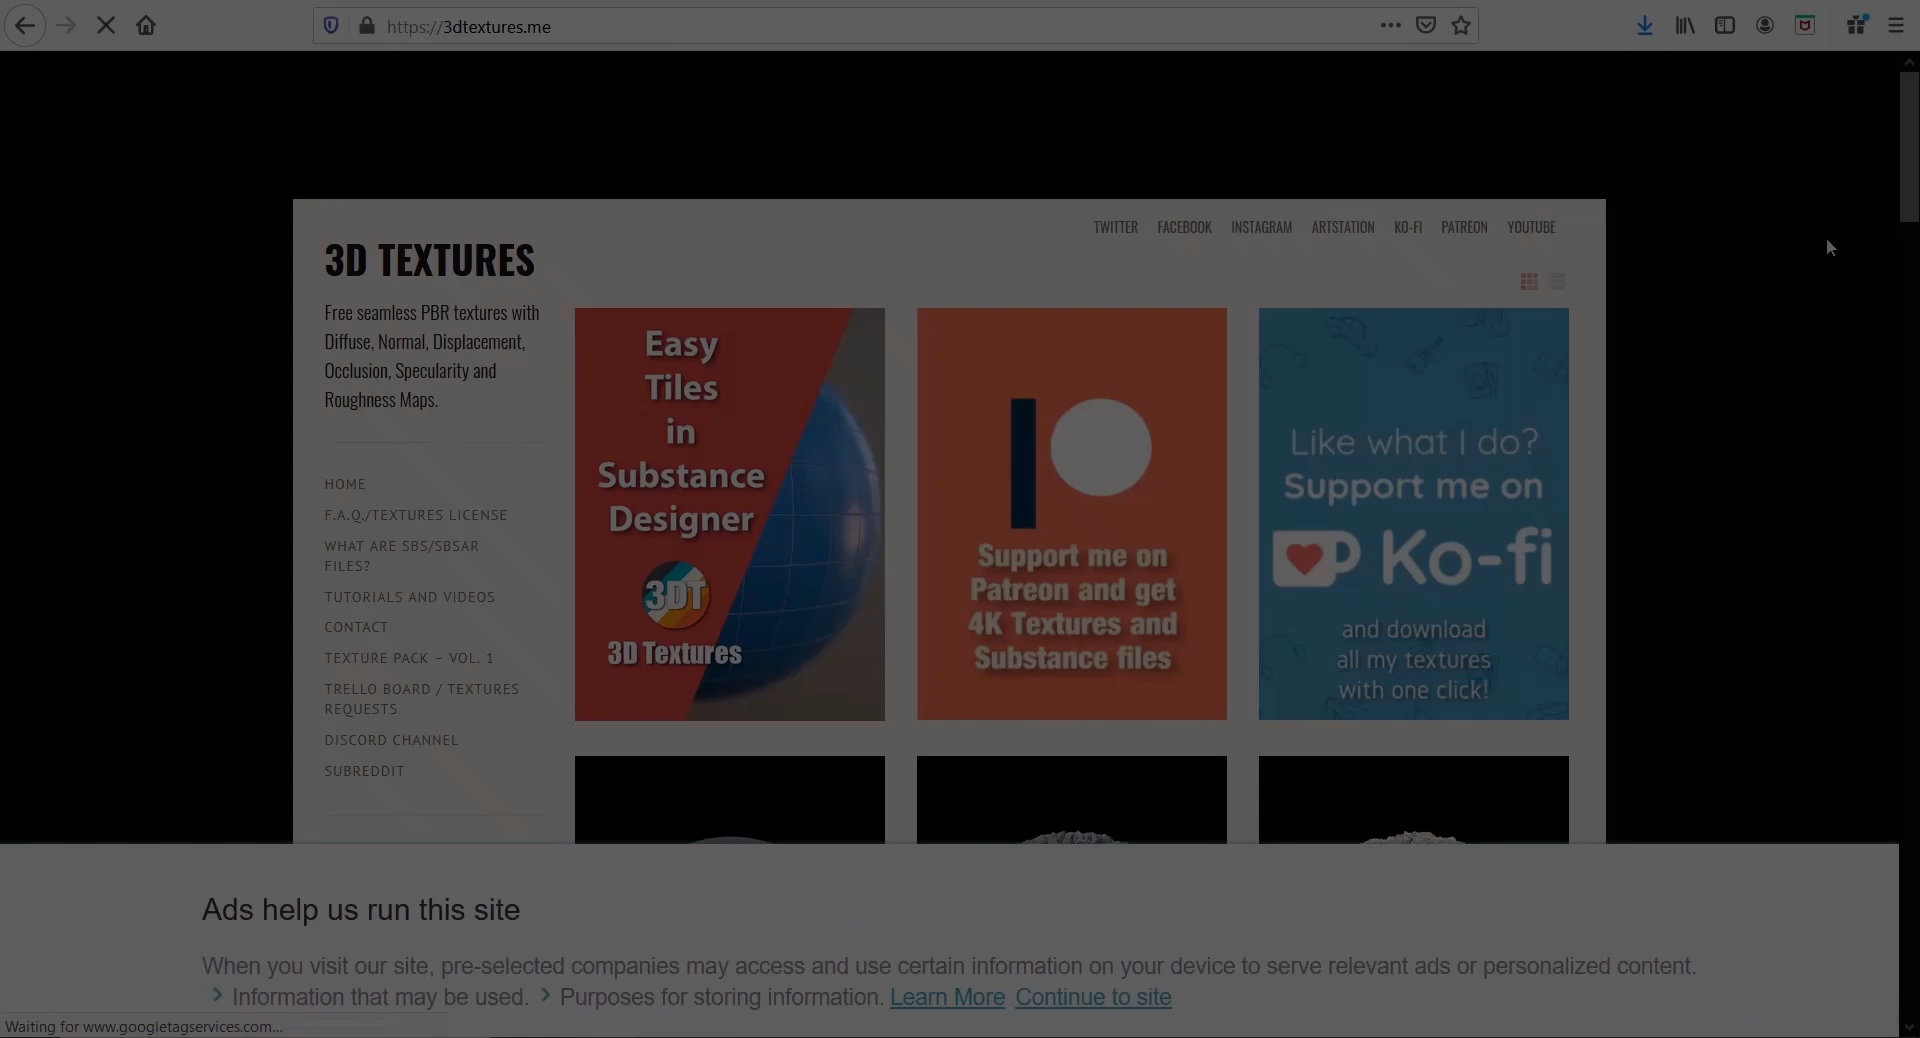 https://3dtextures.me
TWITTER FACEBOOK INSTAGRAM ARTSTATION KO-FI PATREON YOUTUBE
3D TEXTURES
Free seamless PBR textures with
Diffuse, Normal, Displacement,
Occlusion, Specularity and
Roughness Maps.
HOME
F.A.Q./TEXTURES LICENSE
WHAT ARE SBS/SBSAR
FILES?
TUTORIALS AND VIDEOS
CONTACT
TEXTURE PACK – VOL. 1
TRELLO BOARD / TEXTURES
REQUESTS
DISCORD CHANNEL
SUBREDDIT
Easy
Tiles
in
Substance
Designer
3DT
3D Textures
Support me on
Patreon and get
4K Textures and
Substance files
Like what I do?
Support me on
Ko-fi
and download
all my textures
with one click!
Ads help us run this site
When you visit our site, pre-selected companies may access and use certain information on your device to serve relevant ads or personalized content.
Information that may be used. Purposes for storing information. Learn More Continue to site
Waiting for www.googletagservices.com...